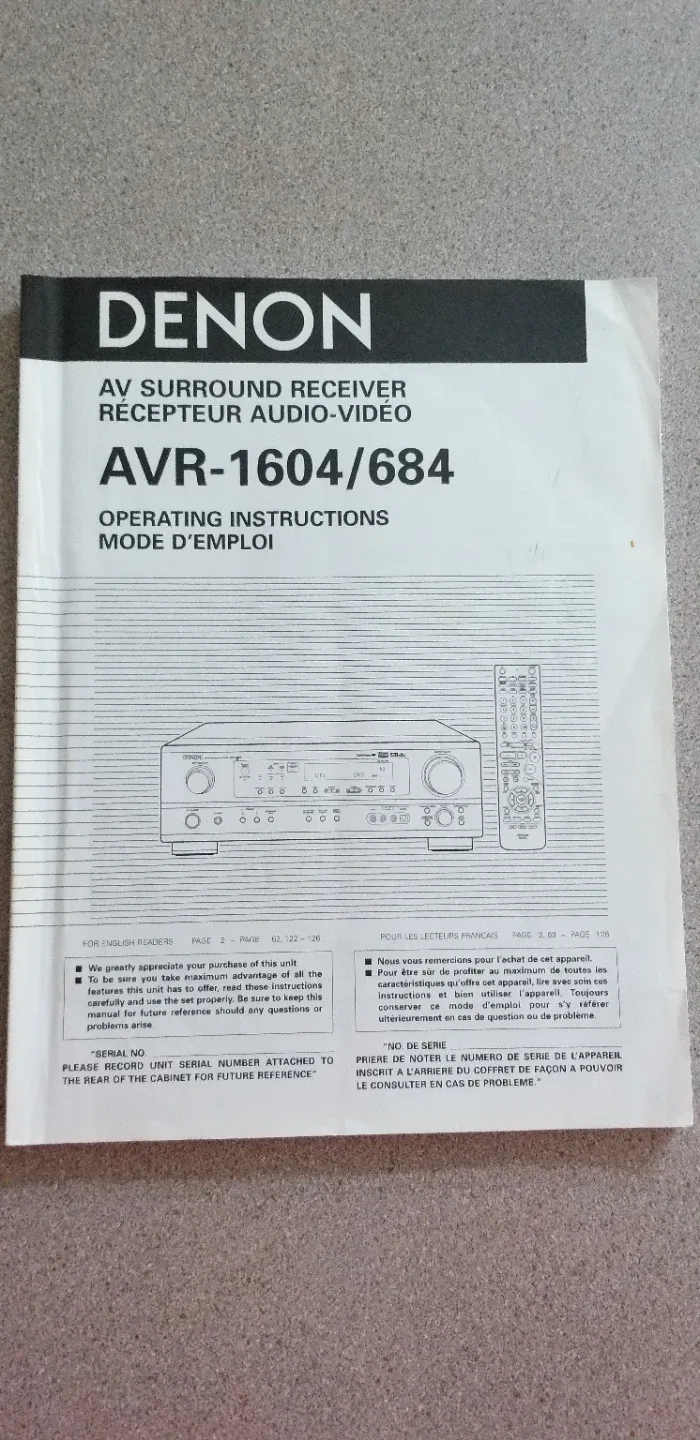 DENON
AV SURROUND RECEIVER
RÉCEPTEUR AUDIO-VIDÉO
AVR-1604/684
OPERATING INSTRUCTIONS
MODE D'EMPLOI
DENON
FOR ENGLISH READERS PAGE 2 ~ PAGE 62, 122 ~ 126
■ We greatly appreciate your purchase of this unit.
■ To be sure you take maximum advantage of all the
features this unit has to offer, read these instructions
carefully and use the set properly. Be sure to keep this
manual for future reference should any questions or
problems arise.
"SERIAL NO.
PLEASE RECORD UNIT SERIAL NUMBER ATTACHED TO
THE REAR OF THE CABINET FOR FUTURE REFERENCE"
POUR LES LECTEURS FRANCAIS PAGE 2, 63 ~ PAGE 126
■ Nous vous remercions pour l'achat de cet appareil.
■ Pour être sûr de profiter au maximum de toutes les
caractéristiques qu'offre cet appareil, lire avec soin ces
instructions et bien utiliser l'appareil. Toujours
conserver ce mode d'emploi pour s'y référer
ultérieurement en cas de question ou de problème.
"NO. DE SERIE
PRIERE DE NOTER LE NUMERO DE SERIE DE L'APPAREIL
INSCRIT A L'ARRIERE DU COFFRET DE FAÇON A POUVOIR
LE CONSULTER EN CAS DE PROBLEME."